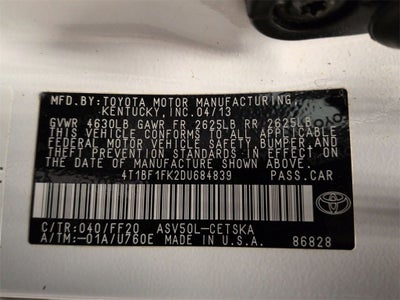 MFD.BY:TOYOTA MOTOR MANUFACTURING,
KENTUCKY,INC.04/13
GVWR 4630LB GAWR FR 2625LB RR 2625LB
THIS VEHICLE CONFORMS TO ALL APPLICABLE
FEDERAL MOTOR VEHICLE SAFETY,BUMPER,AND
THEFT PREVENTION STANDARDS IN EFFECT ON THE
DATE OF MANUFACTURE SHOWN ABOVE.
4T1BF1FK2DU684839 PASS.CAR
C/TR:040/FF20 ASV50L-CETSKA
A/TM:-01A/U760E MADE IN U.S.A.
86828